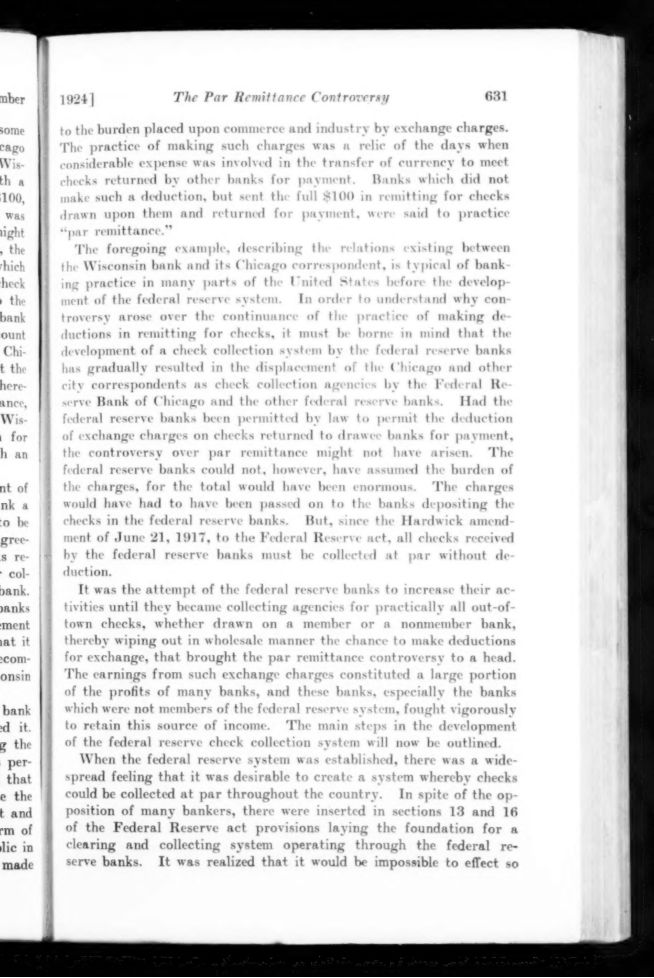 1924]
The Par Remittance Controversy
631
to the burden placed upon commerce and industry by exchange charges.
The practice of making such charges was a relic of the days when
considerable expense was involved in the transfer of currency to meet
checks returned by other banks for payment. Banks which did not
make such a deduction, but sent the full $100 in remitting for checks
drawn upon them and returned for payment, were said to practice
“par remittance.”
The foregoing example, describing the relations existing between
the Wisconsin bank and its Chicago correspondent, is typical of bank-
ing practice in many parts of the United States before the develop-
ment of the federal reserve system. In order to understand why con-
troversy arose over the continuance of the practice of making de-
ductions in remitting for checks, it must be borne in mind that the
development of a check collection system by the federal reserve banks
has gradually resulted in the displacement of the Chicago and other
city correspondents as check collection agencies by the Federal Re-
serve Bank of Chicago and the other federal reserve banks. Had the
federal reserve banks been permitted by law to permit the deduction
of exchange charges on checks returned to drawee banks for payment,
the controversy over par remittance might not have arisen. The
federal reserve banks could not, however, have assumed the burden of
the charges, for the total would have been enormous. The charges
would have had to have been passed on to the banks depositing the
checks in the federal reserve banks. But, since the Hardwick amend-
ment of June 21, 1917, to the Federal Reserve act, all checks received
by the federal reserve banks must be collected at par without de-
duction.
It was the attempt of the federal reserve banks to increase their ac-
tivities until they became collecting agencies for practically all out-of-
town checks, whether drawn on a member or a nonmember bank,
thereby wiping out in wholesale manner the chance to make deductions
for exchange, that brought the par remittance controversy to a head.
The earnings from such exchange charges constituted a large portion
of the profits of many banks, and these banks, especially the banks
which were not members of the federal reserve system, fought vigorously
to retain this source of income. The main steps in the development
of the federal reserve check collection system will now be outlined.
When the federal reserve system was established, there was a wide-
spread feeling that it was desirable to create a system whereby checks
could be collected at par throughout the country. In spite of the op-
position of many bankers, there were inserted in sections 13 and 16
of the Federal Reserve act provisions laying the foundation for a
clearing and collecting system operating through the federal re-
serve banks. It was realized that it would be impossible to effect so